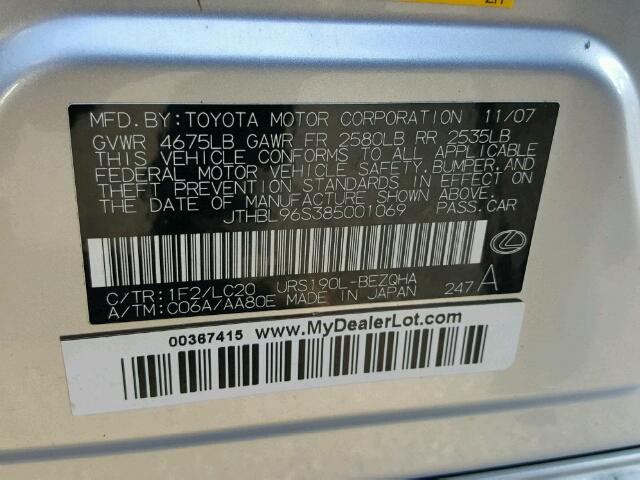 MFD. BY: TOYOTA MOTOR CORPORATION 11/07
GVWR 4675LB GAWR FR 2580LB RR 2535LB
THIS VEHICLE CONFORMS TO ALL APPLICABLE
FEDERAL MOTOR VEHICLE SAFETY, BUMPER, AND
THEFT PREVENTION STANDARDS IN EFFECT ON
THE DATE OF MANUFACTURE SHOWN ABOVE.
JTHBL96S385001069 PASS. CAR
C/TR: 1F2/LC20 URS190L-BEZQHA
A/TM: C06A/AA80E MADE IN JAPAN 247 A
00367415 www.MyDealerLot.com